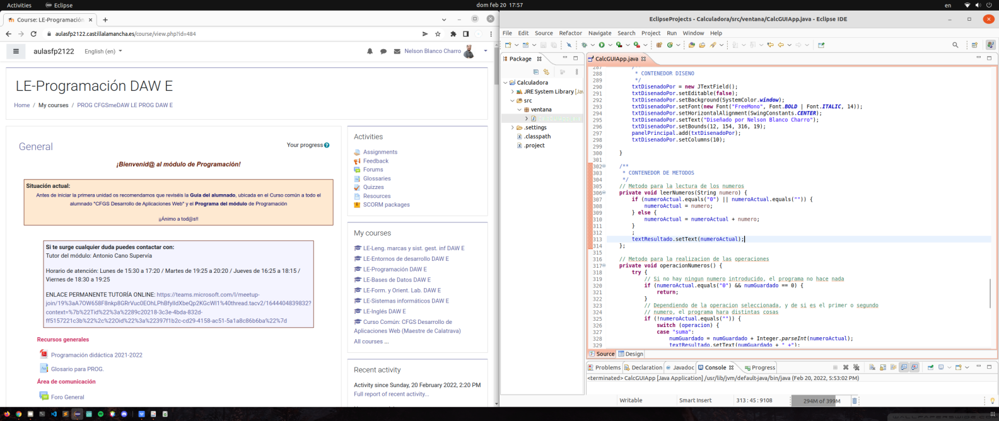 Activities Eclipse dom feb 20 17:57 en
Course: LE-Programación
aulasfp2122.castillalamancha.es/course/view.php?id=484
aulasfp2122 English (en) Nelson Blanco Charro
LE-Programación DAW E
Home / My courses / PROG CFGSmeDAW LE PROG DAW E
General
Your progress
¡Bienvenid@ al módulo de Programación!
Situación actual:
Antes de iniciar la primera unidad os recomendamos que reviséis la Guía del alumnado, ubicada en el Curso común a todo el
alumnado "CFGS Desarrollo de Aplicaciones Web" y el Programa del módulo de Programación
¡¡Ánimo a tod@s!!
Si te surge cualquier duda puedes contactar con:
Tutor del módulo: Antonio Cano Supervía
Horario de atención: Lunes de 15:30 a 17:20 / Martes de 19:25 a 20:20 / Jueves de 16:25 a 18:15 /
Viernes de 18:30 a 19:25
ENLACE PERMANENTE TUTORÍA ONLINE: https://teams.microsoft.com/l/meetup-
join/19%3aA7OW658F8nkp8GRrVuc0EOhLPhBfylldXbeQp2KGcWI1%40thread.tacv2/1644404839832?
context=%7b%22Tid%22%3a%2289c20218-3c3e-4bda-832d-
ff5157221c3b%22%2c%22Oid%22%3a%22397f1b2c-cd29-4158-ac51-5a1a8c86b6ba%22%7d
Recursos generales
Programación didáctica 2021-2022
Glosario para PROG.
Área de comunicación
Foro General
Activities
Assignments
Feedback
Forums
Glossaries
Quizzes
Resources
SCORM packages
My courses
LE-Leng. marcas y sist. gest. inf DAW E
LE-Entornos de desarrollo DAW E
LE-Programación DAW E
LE-Bases de Datos DAW E
LE-Form. y Orient. Lab. DAW E
LE-Sistemas informáticos DAW E
LE-Inglés DAW E
Curso Común: CFGS Desarrollo de
Aplicaciones Web (Maestre de Calatrava)
All courses ...
Recent activity
Activity since Sunday, 20 February 2022, 2:20 PM
Full report of recent activity...
EclipseProjects - Calculadora/src/ventana/CalcGUIApp.java - Eclipse IDE
File Edit Source Refactor Navigate Search Project Run Window Help
Package
Calculadora
JRE System Library [Jav
src
ventana
.settings
.classpath
.project
CalcGUIApp.java
287 /**
288 * CONTENEDOR DISENO
289 */
290 txtDisenadoPor = new JTextField();
291 txtDisenadoPor.setEditable(false);
292 txtDisenadoPor.setBackground(SystemColor.window);
293 txtDisenadoPor.setFont(new Font("FreeMono", Font.BOLD | Font.ITALIC, 14));
294 txtDisenadoPor.setHorizontalAlignment(SwingConstants.CENTER);
295 txtDisenadoPor.setText("Diseñado por Nelson Blanco Charro");
296 txtDisenadoPor.setBounds(12, 154, 316, 19);
297 panelPrincipal.add(txtDisenadoPor);
298 txtDisenadoPor.setColumns(10);
299
300 }
301
302 /**
303 * CONTENEDOR DE METODOS
304 */
305 // Metodo para la lectura de los numeros
306 private void leerNumeros(String numero) {
307 if (numeroActual.equals("0") || numeroActual.equals("")) {
308 numeroActual = numero;
309 } else {
310 numeroActual = numeroActual + numero;
311 }
312 ;
313 textResultado.setText(numeroActual);
314 };
315
316 // Metodo para la realizacion de las operaciones
317 private void operacionNumeros() {
318 try {
319 // Si no hay ningun numero introducido, el programa no hace nada
320 if (numeroActual.equals("0") && numGuardado == 0) {
321 return;
322 }
323 // Dependiendo de la operacion seleccionada, y de si es el primer o segundo
324 // numero, el programa hara distintas cosas
325 if (!numeroActual.equals("")) {
326 switch (operacion) {
327 case "suma":
328 numGuardado = numGuardado + Integer.parseInt(numeroActual);
329 textResultado.setText(numGuardado + " +");
Source Design
Problems Declaration Javadoc Console Progress
<terminated> CalcGUIApp [Java Application] /usr/lib/jvm/default-java/bin/java (Feb 20, 2022, 5:53:02 PM)
Writable Smart Insert 313 : 45 : 9108 294M of 399M